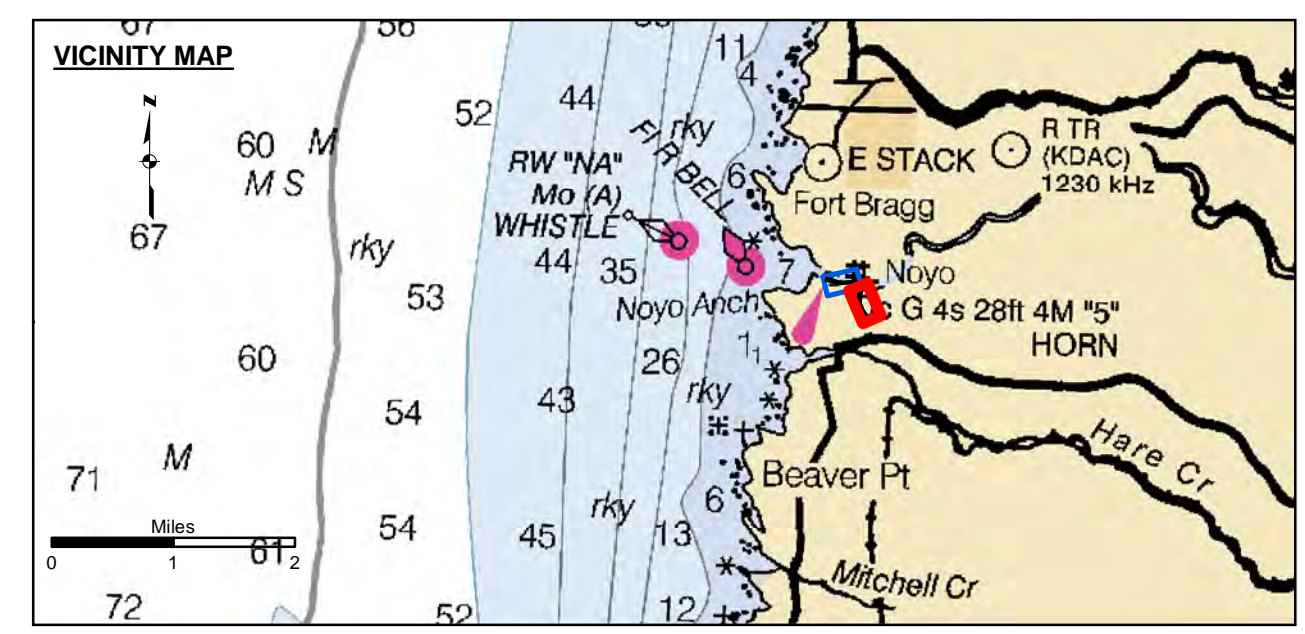 VICINITY MAP
N
67
56
52
44
11
4
60 M
M S
67
rky
RW "NA"
Mo (A)
WHISTLE
Fl R BELL
rky
6
E STACK
R TR
(KDAC)
1230 kHz
Fort Bragg
44
35
7
Noyo
53
Noyo Anch
G 4s 28ft 4M "5"
HORN
60
26
1 1
rky
54
43
Hare Cr
71
M
Beaver Pt
6
rky
54
45
13
Miles
0
1
61
2
Mitchell Cr
72
52
12